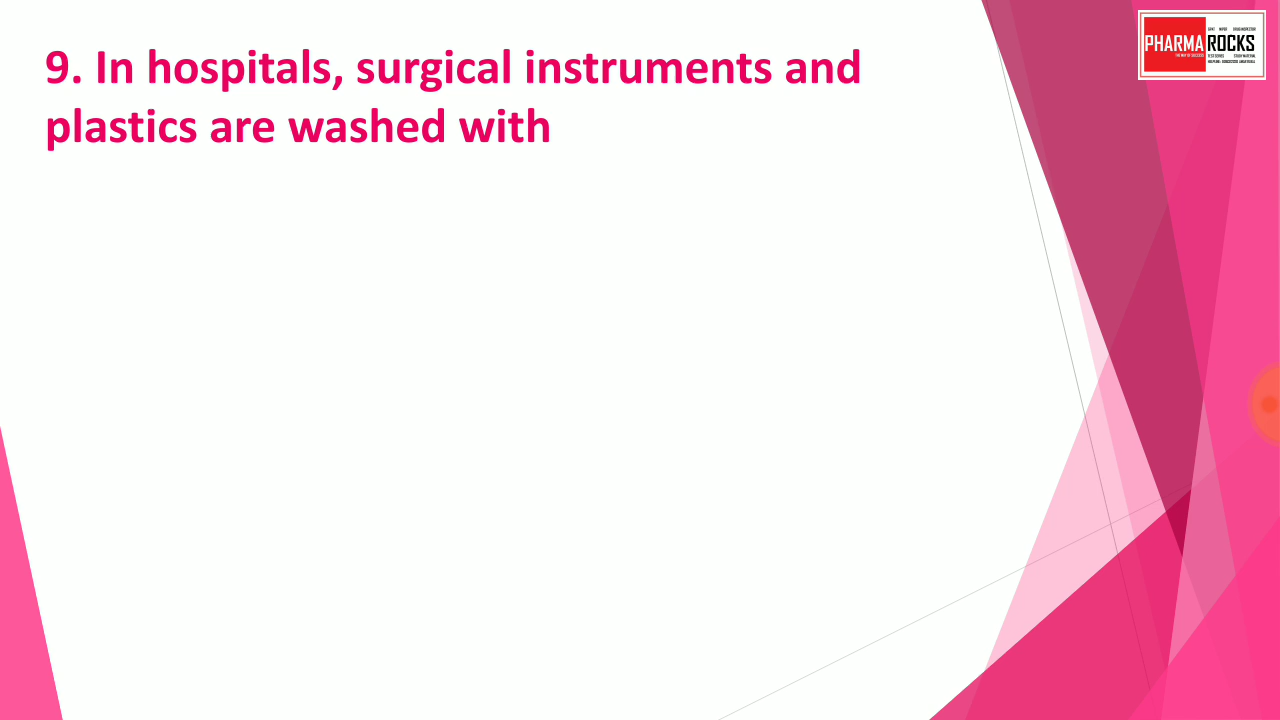 9. In hospitals, surgical instruments and
plastics are washed with
PHARMA ROCKS